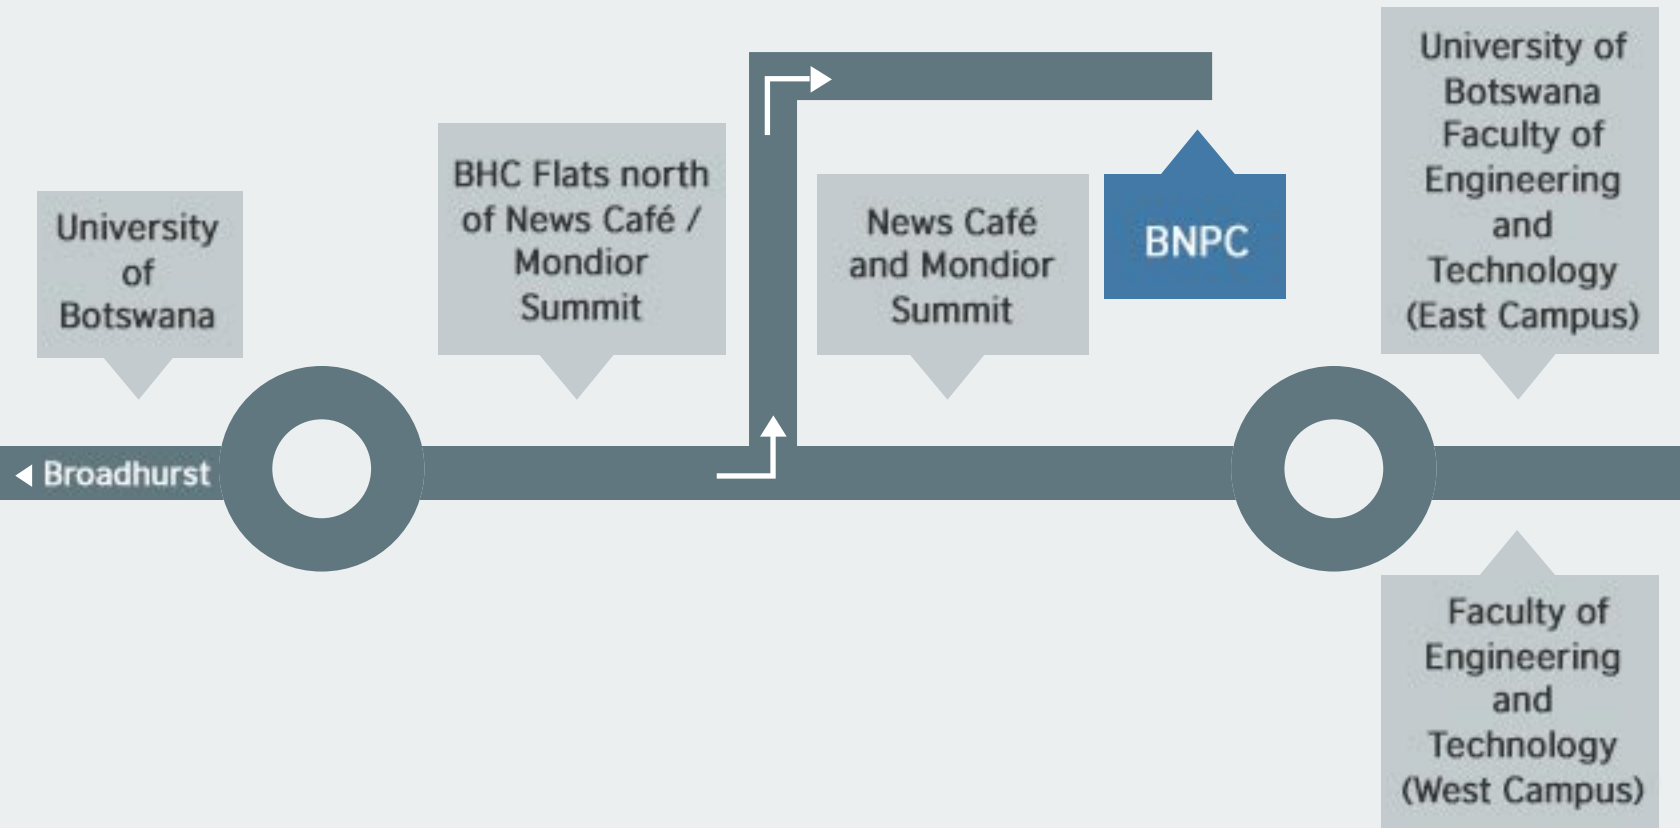 University
of
Botswana
BHC Flats north
of News Café /
Mondior
Summit
News Café
and Mondior
Summit
BNPC
University of
Botswana
Faculty of
Engineering
and
Technology
(East Campus)
Broadhurst
Faculty of
Engineering
and
Technology
(West Campus)